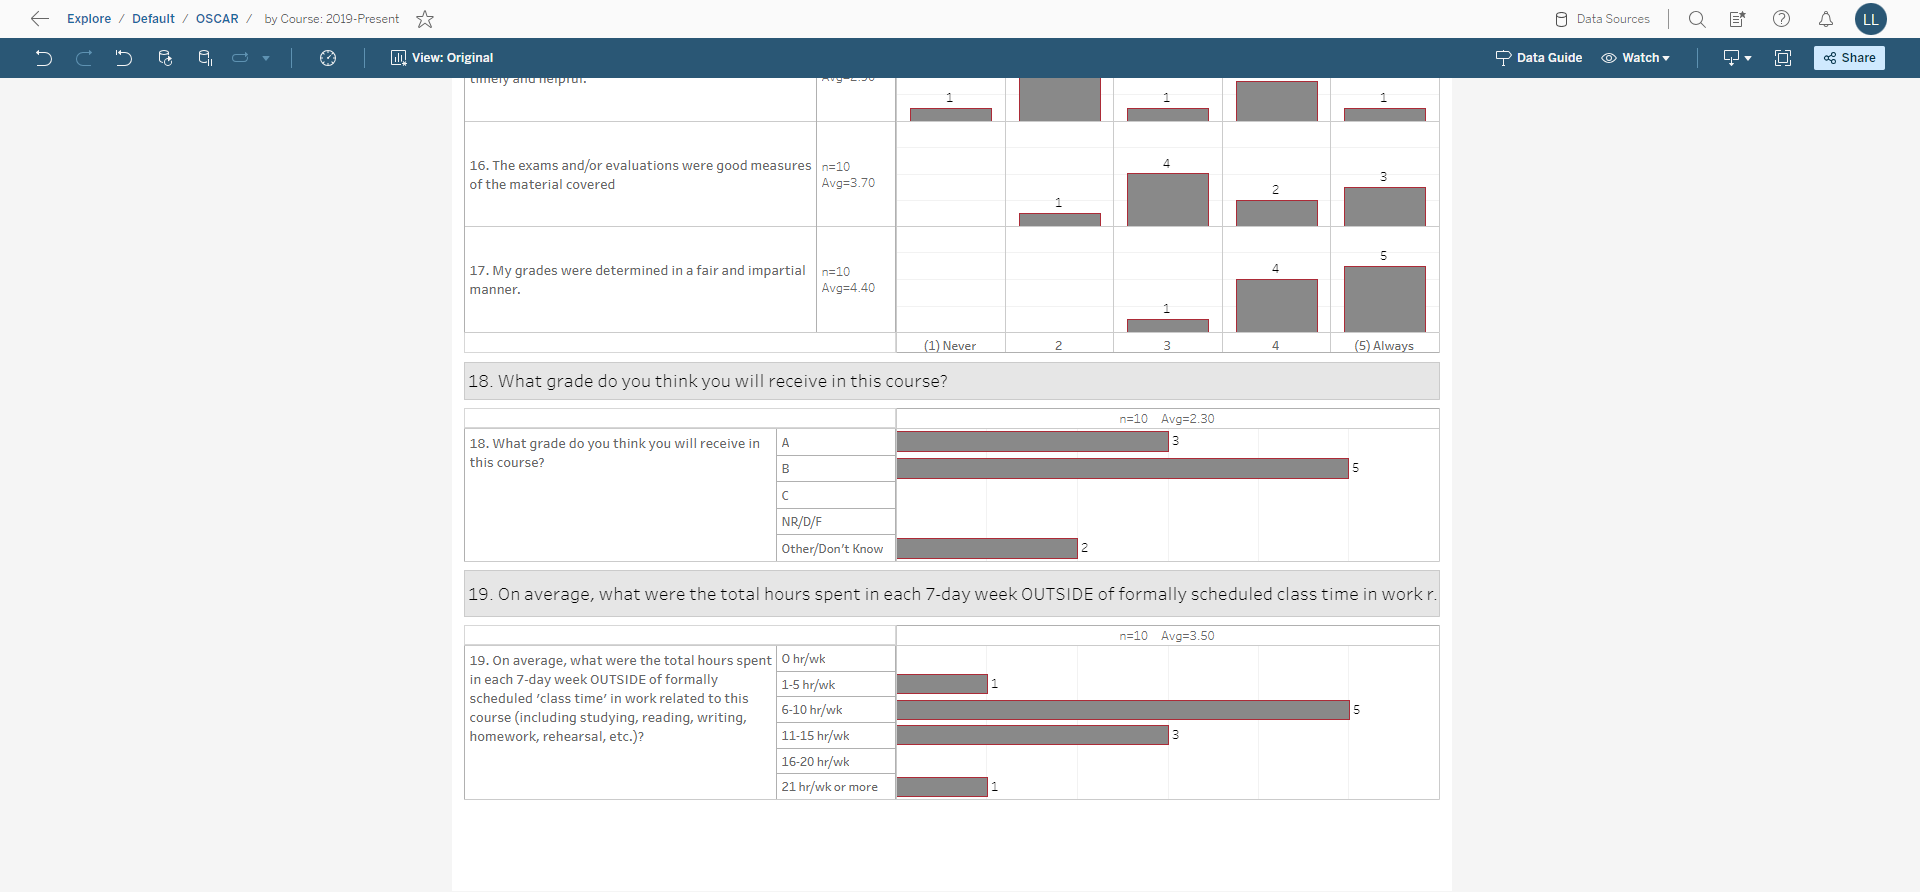 Explore / Default / OSCAR / by Course: 2019-Present
Data Sources
LL
View: Original
Data Guide
Watch
Share
timely and helpful.
1
1
1
16. The exams and/or evaluations were good measures
of the material covered
n=10
Avg=3.70
1
4
2
3
17. My grades were determined in a fair and impartial
manner.
n=10
Avg=4.40
1
4
5
(1) Never
2
3
4
(5) Always
18. What grade do you think you will receive in this course?
n=10 Avg=2.30
18. What grade do you think you will receive in
this course?
A
3
B
5
C
NR/D/F
Other/Don't Know
2
19. On average, what were the total hours spent in each 7-day week OUTSIDE of formally scheduled class time in work r.
n=10 Avg=3.50
19. On average, what were the total hours spent
in each 7-day week OUTSIDE of formally
scheduled ‘class time’ in work related to this
course (including studying, reading, writing,
homework, rehearsal, etc.)?
0 hr/wk
1-5 hr/wk
1
6-10 hr/wk
5
11-15 hr/wk
3
16-20 hr/wk
21 hr/wk or more
1